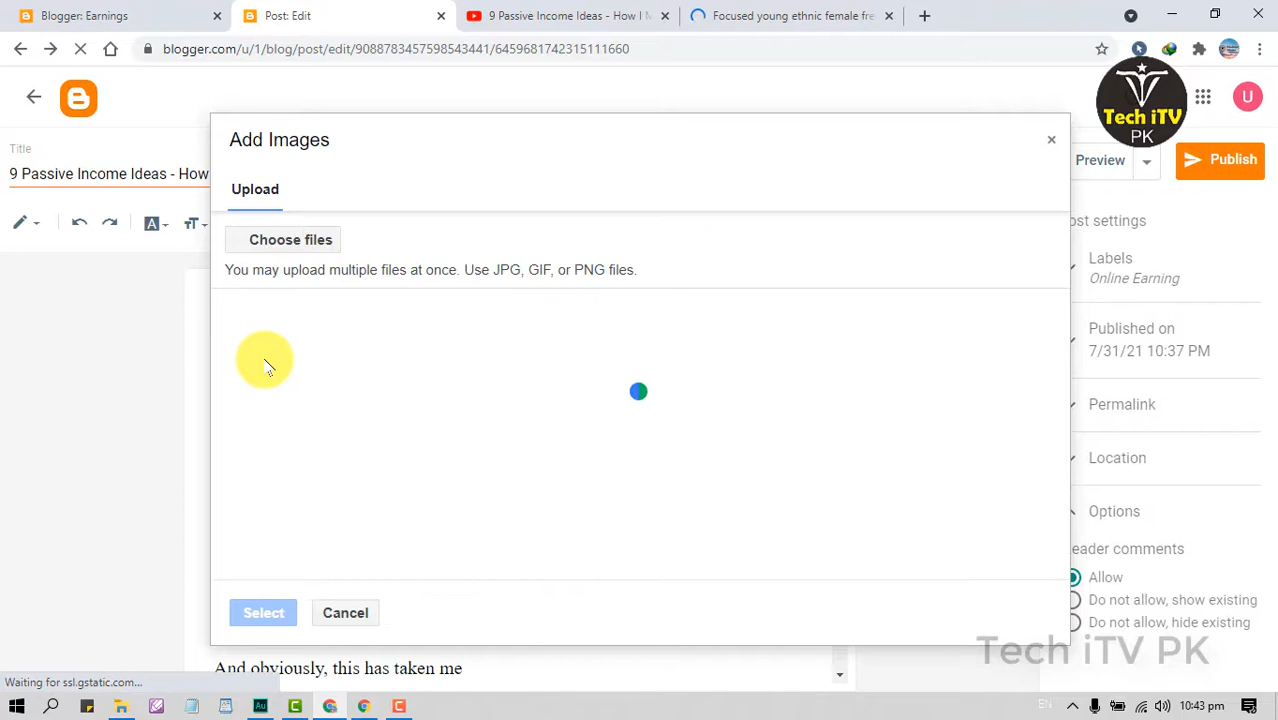 Blogger: Earnings
Post: Edit
9 Passive Income Ideas - How I M
Focused young ethnic female fre
blogger.com/u/1/blog/post/edit/9088783457598543441/6459681742315111660
Tech iTV
PK
U
Title
9 Passive Income Ideas - How
Add Images
Upload
Choose files
You may upload multiple files at once. Use JPG, GIF, or PNG files.
Select
Cancel
Preview
Publish
ost settings
Labels
Online Earning
Published on
7/31/21 10:37 PM
Permalink
Location
Options
eader comments
Allow
Do not allow, show existing
Do not allow, hide existing
Tech iTV PK
And obviously, this has taken me
Waiting for ssl.gstatic.com...
Au
C
C
EN
10:43 pm